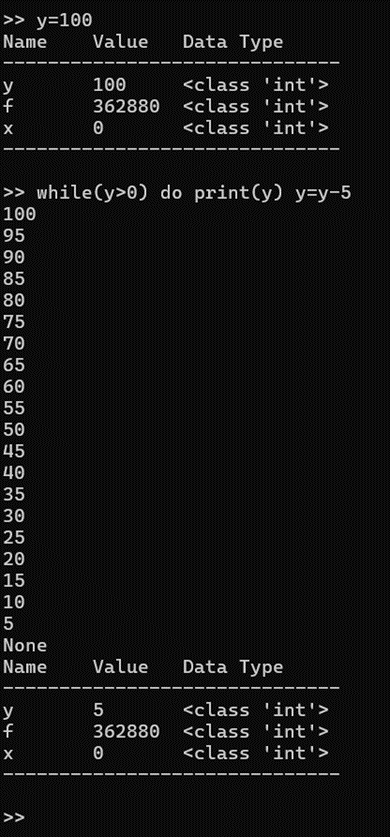 >> y=100
Name    Value   Data Type
------------------------------
y       100     <class 'int'>
f       362880  <class 'int'>
x       0       <class 'int'>
------------------------------
>> while(y>0) do print(y) y=y-5
100
95
90
85
80
75
70
65
60
55
50
45
40
35
30
25
20
15
10
5
None
Name    Value   Data Type
------------------------------
y       5       <class 'int'>
f       362880  <class 'int'>
x       0       <class 'int'>
------------------------------
>>